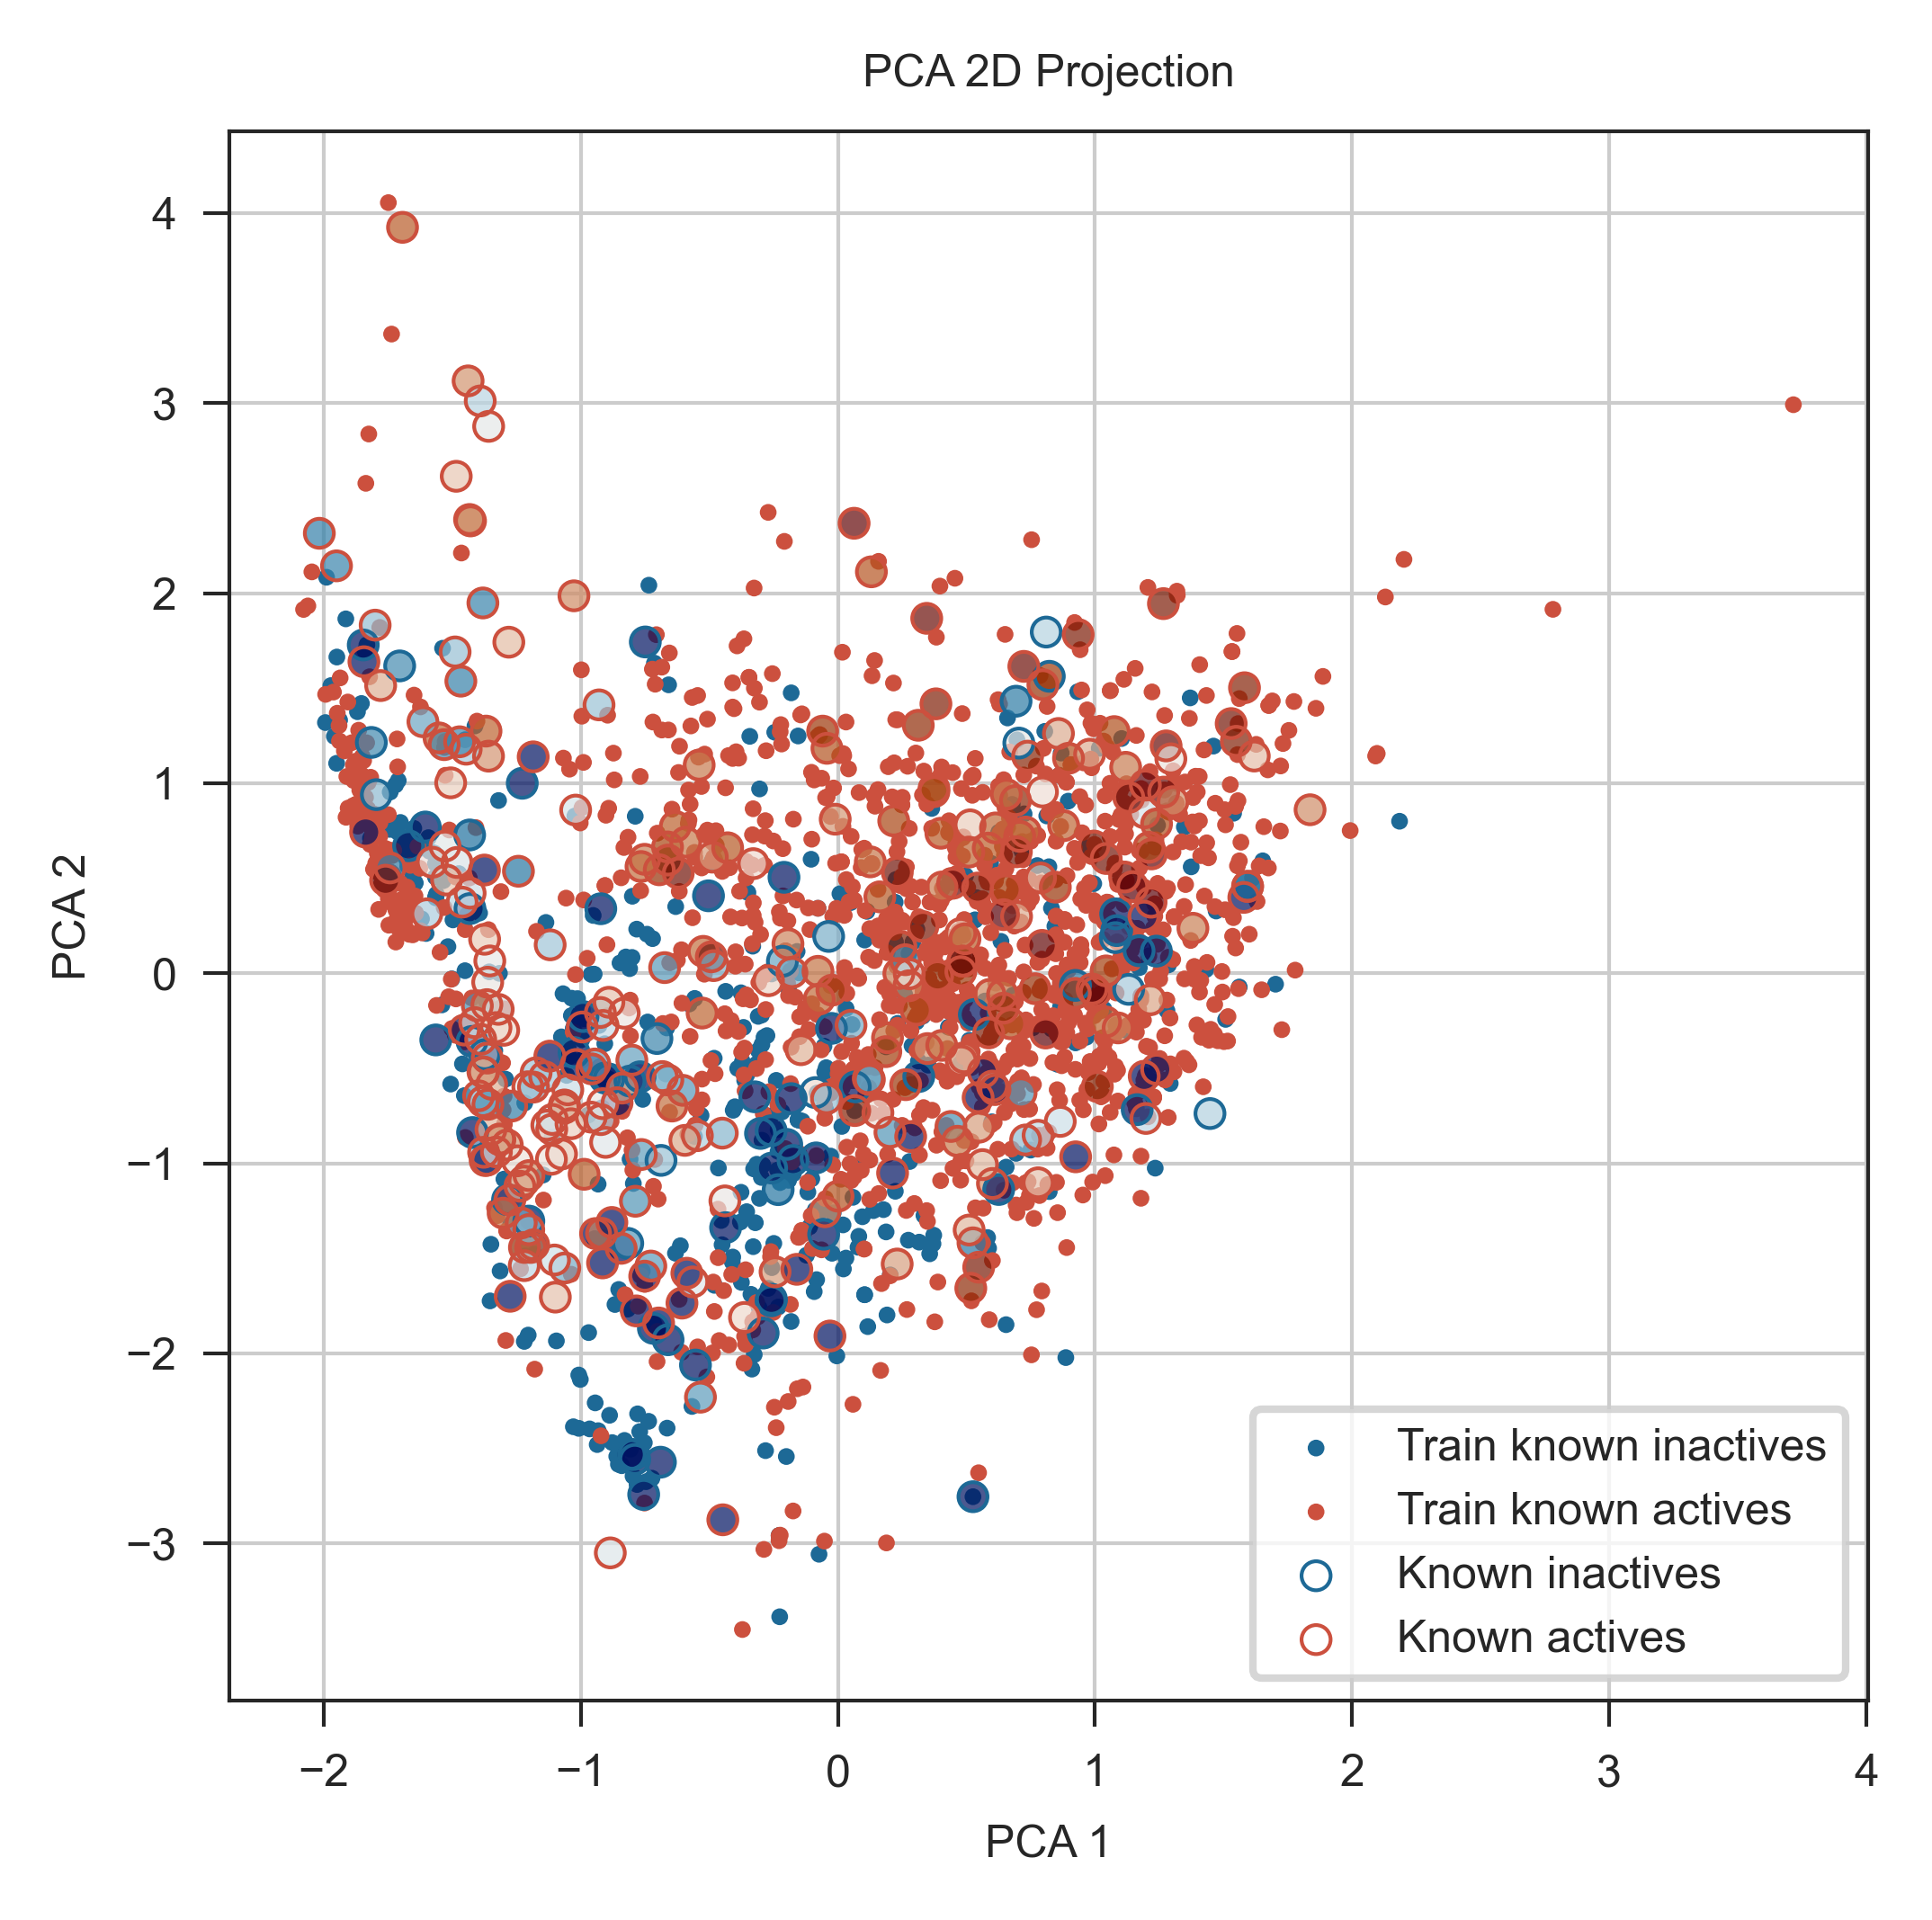 PCA 2D Projection
4
3
2
1
0
−1
−2
−3
PCA 2
−2
−1
0
1
2
3
4
PCA 1
Train known inactives
Train known actives
Known inactives
Known actives